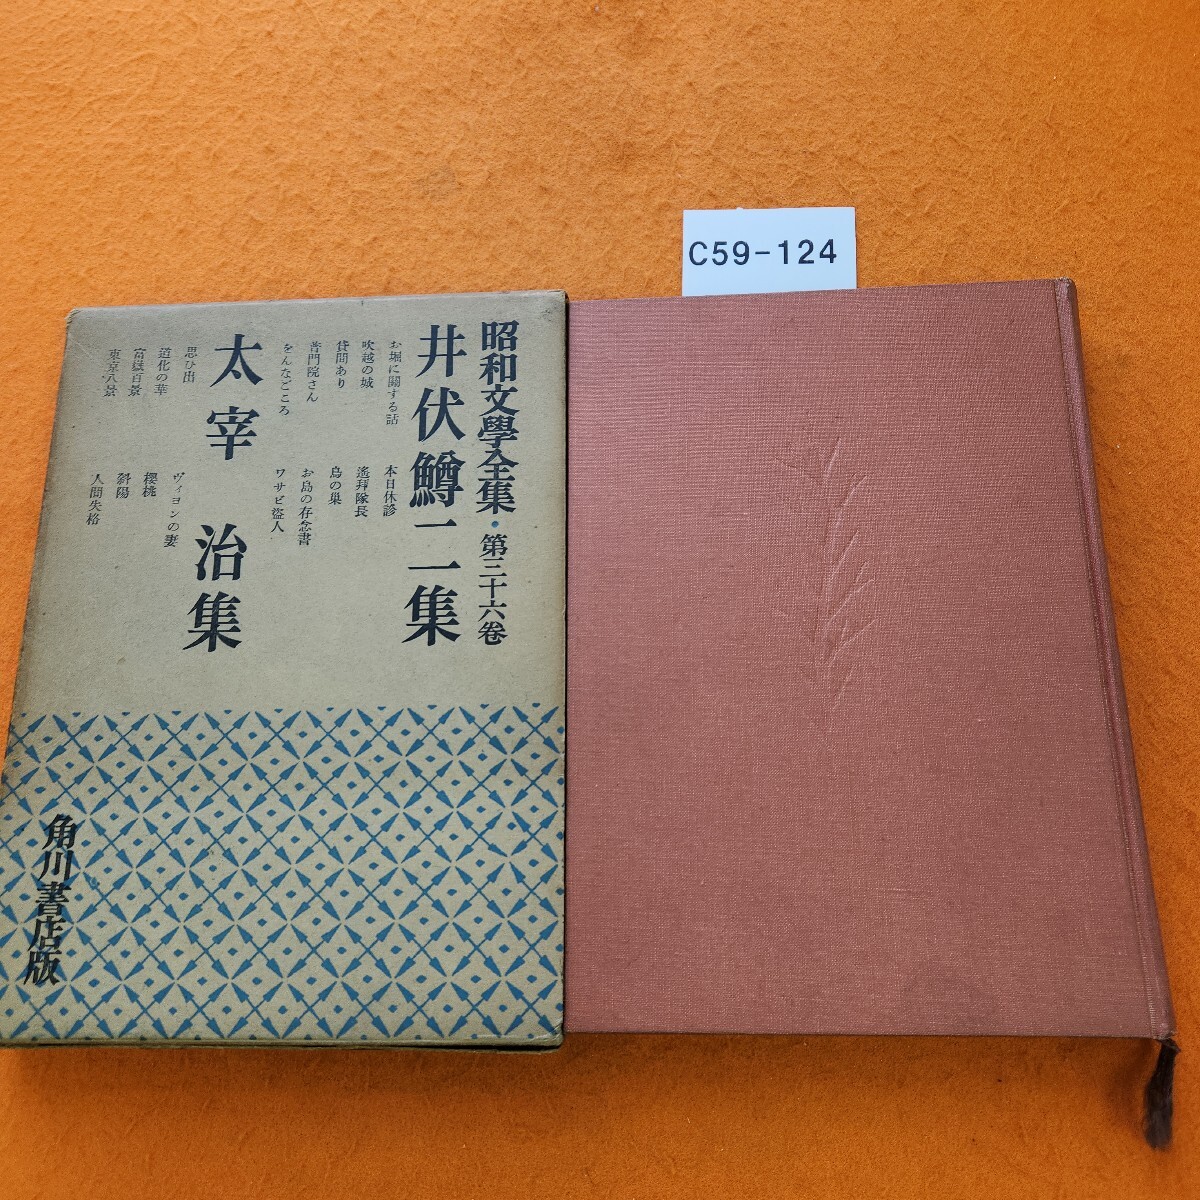 C59-124
昭和文學全集・第三十六卷
井伏鱒二集
お堀に關する話
吹越の城
貸間あり
普門院さん
をんなごころ
本日休診
遙拜隊長
鳥の巢
お島の存念書
ワサビ盜人
太宰治集
思ひ出
道化の華
富嶽百景
東京八景
ヴィヨンの妻
櫻桃
斜陽
人間失格
角川書店版